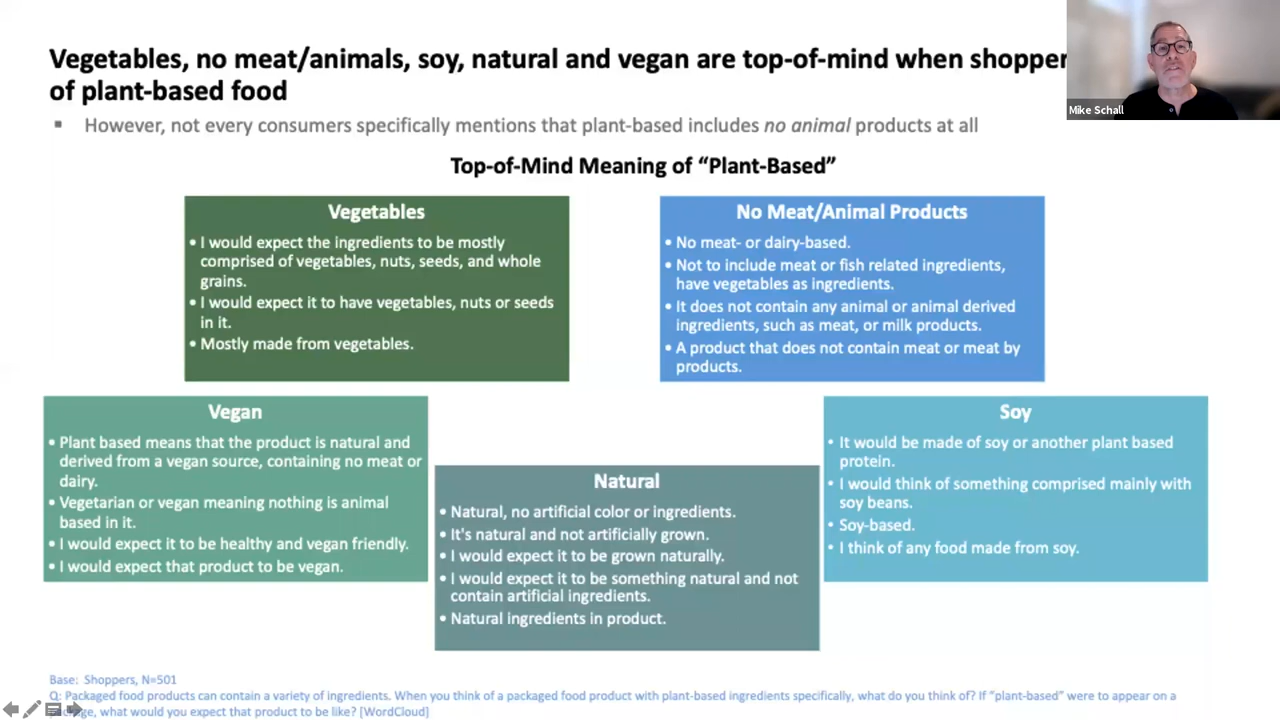 Vegetables, no meat/animals, soy, natural and vegan are top-of-mind when shopper
of plant-based food
Mike Schall
▪ However, not every consumers specifically mentions that plant-based includes no animal products at all
Top-of-Mind Meaning of “Plant-Based”
Vegetables
• I would expect the ingredients to be mostly
comprised of vegetables, nuts, seeds, and whole
grains.
• I would expect it to have vegetables, nuts or seeds
in it.
• Mostly made from vegetables.
No Meat/Animal Products
• No meat- or dairy-based.
• Not to include meat or fish related ingredients,
have vegetables as ingredients.
• It does not contain any animal or animal derived
ingredients, such as meat, or milk products.
• A product that does not contain meat or meat by
products.
Vegan
• Plant based means that the product is natural and
derived from a vegan source, containing no meat or
dairy.
• Vegetarian or vegan meaning nothing is animal
based in it.
• I would expect it to be healthy and vegan friendly.
• I would expect that product to be vegan.
Natural
• Natural, no artificial color or ingredients.
• It's natural and not artificially grown.
• I would expect it to be grown naturally.
• I would expect it to be something natural and not
contain artificial ingredients.
• Natural ingredients in product.
Soy
• It would be made of soy or another plant based
protein.
• I would think of something comprised mainly with
soy beans.
• Soy-based.
• I think of any food made from soy.
Base: Shoppers, N=501
Q: Packaged food products can contain a variety of ingredients. When you think of a packaged food product with plant-based ingredients specifically, what do you think of? If “plant-based” were to appear on a
package, what would you expect that product to be like? [WordCloud]